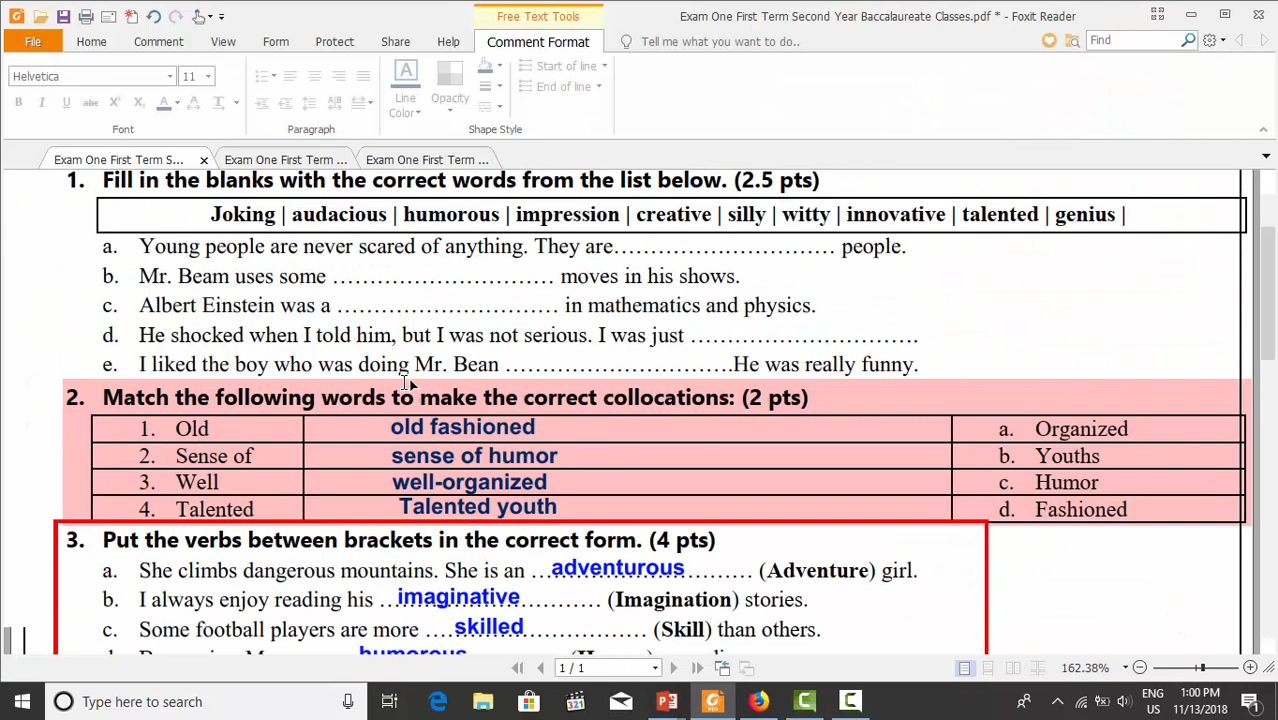 Free Text Tools
Exam One First Term Second Year Baccalaureate Classes.pdf * - Foxit Reader
File Home Comment View Form Protect Share Help Comment Format Tell me what you want to do.. Find
Helvetica 11
Start of line
End of line
Line Color
Opacity
Font Paragraph Shape Style
Exam One First Term S... Exam One First Term ... Exam One First Term ...
1. Fill in the blanks with the correct words from the list below. (2.5 pts)
Joking | audacious | humorous | impression | creative | silly | witty | innovative | talented | genius |
a. Young people are never scared of anything. They are………………………… people.
b. Mr. Beam uses some ………………………… moves in his shows.
c. Albert Einstein was a ………………………… in mathematics and physics.
d. He shocked when I told him, but I was not serious. I was just ………………………….
e. I liked the boy who was doing Mr. Bean ………………………….He was really funny.
2. Match the following words to make the correct collocations: (2 pts)
1. Old old fashioned a. Organized
2. Sense of sense of humor b. Youths
3. Well well-organized c. Humor
4. Talented Talented youth d. Fashioned
3. Put the verbs between brackets in the correct form. (4 pts)
a. She climbs dangerous mountains. She is an …adventurous……… (Adventure) girl.
b. I always enjoy reading his …imaginative………… (Imagination) stories.
c. Some football players are more ….skilled……………… (Skill) than others.
humorous
1 / 1 162.38%
Type here to search
ENG
US
1:00 PM
11/13/2018